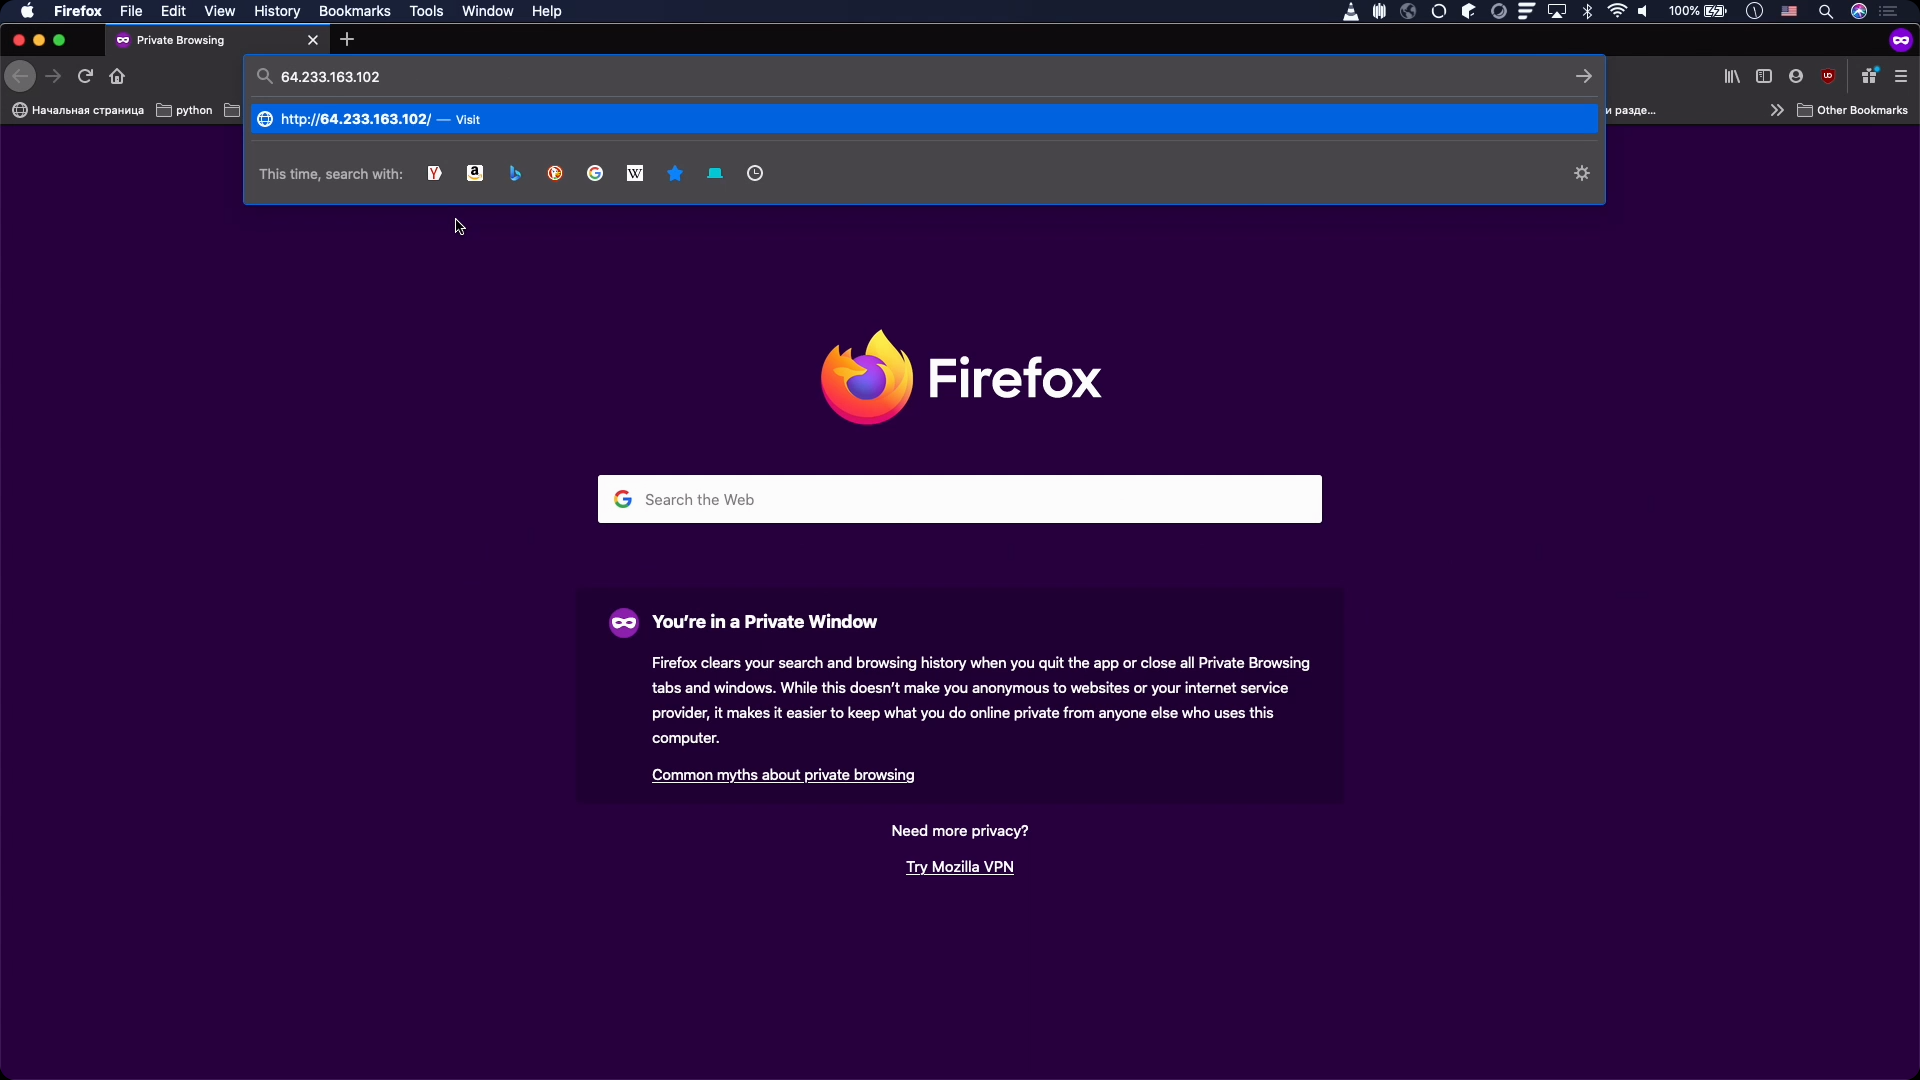 Firefox File Edit View History Bookmarks Tools Window Help 100%
Private Browsing
64.233.163.102
Начальная страница python и разде... Other Bookmarks
http://64.233.163.102/ — Visit
This time, search with:
Firefox
Search the Web
You're in a Private Window
Firefox clears your search and browsing history when you quit the app or close all Private Browsing
tabs and windows. While this doesn't make you anonymous to websites or your internet service
provider, it makes it easier to keep what you do online private from anyone else who uses this
computer.
Common myths about private browsing
Need more privacy?
Try Mozilla VPN